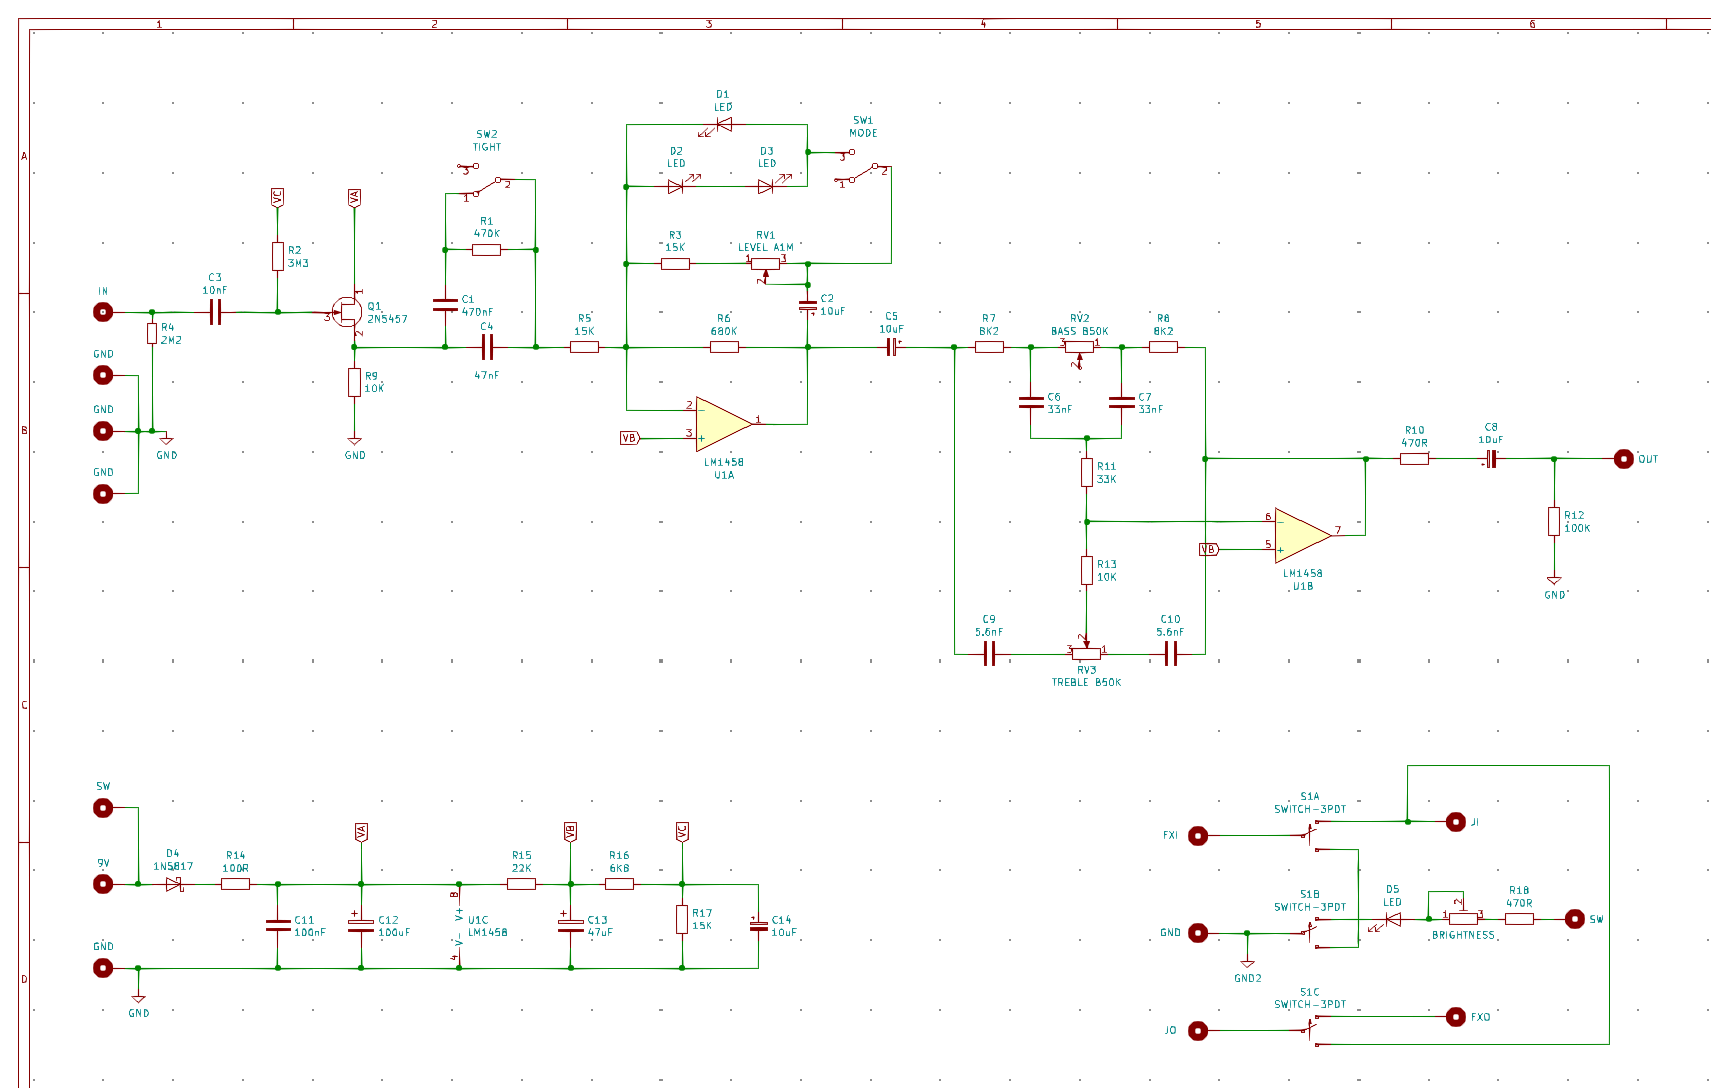 1 2 3 4 5 6
A
B
C
D
D1
LED
SW1
MODE
3
2
1
SW2
TIGHT
3
2
1
D2
LED
D3
LED
VC
VA
R1
470K
R2
3M3
R3
15K
RV1
LEVEL A1M
1
3
2
C3
10nF
IN
R4
2M2
1
3
2
Q1
2N5457
C1
470nF
C4
47nF
R5
15K
R6
680K
C2
10uF
C5
10uF
R7
8K2
RV2
BASS B50K
3
1
2
R8
8K2
GND
GND
GND
GND
R9
10K
GND
2
3
1
VB
LM1458
U1A
C6
33nF
C7
33nF
R11
33K
R10
470R
C8
10uF
OUT
R12
100K
GND
6
5
7
VB
LM1458
U1B
R13
10K
C9
5.6nF
C10
5.6nF
2
3
1
RV3
TREBLE B50K
SW
9V
GND
GND
D4
1N5817
R14
100R
VA
VB
VC
C11
100nF
C12
100uF
8
V+
V-
4
U1C
LM1458
R15
22K
R16
6K8
C13
47uF
R17
15K
C14
10uF
S1A
SWITCH-3PDT
FXI
JI
S1B
SWITCH-3PDT
GND
GND2
D5
LED
1
2
3
BRIGHTNESS
R18
470R
SW
S1C
SWITCH-3PDT
JO
FXO